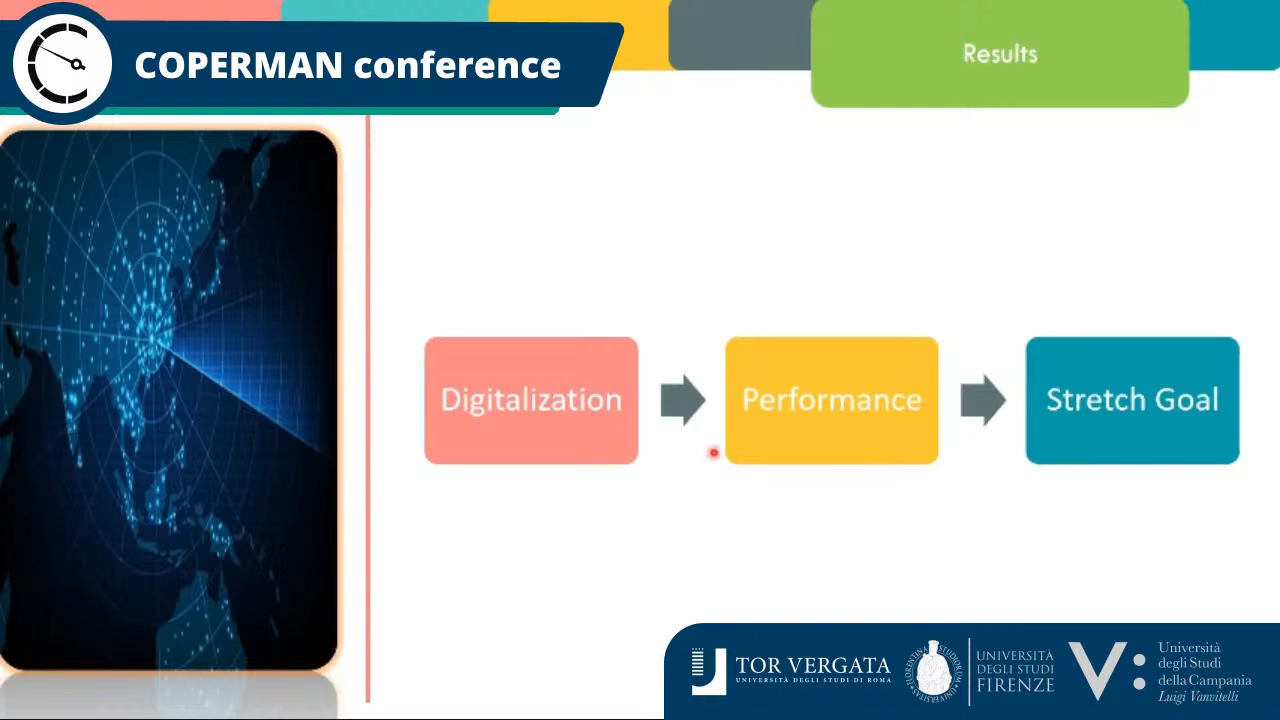 COPERMAN conference
Results
Digitalization
Performance
Stretch Goal
TOR VERGATA
UNIVERSITÀ DEGLI STUDI DI ROMA
UNIVERSITÀ
DEGLI STUDI
FIRENZE
V:
Università
degli Studi
della Campania
Luigi Vanvitelli